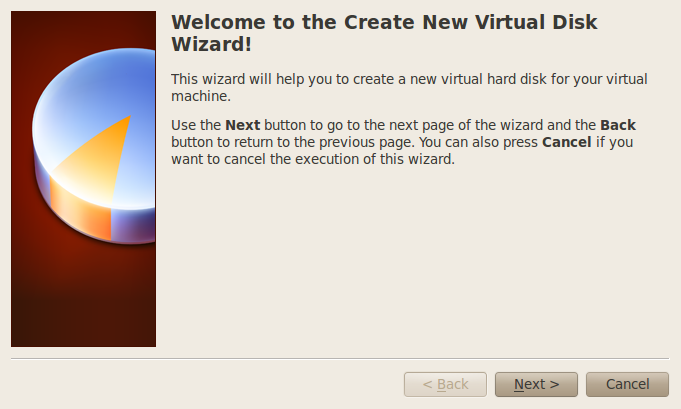 Welcome to the Create New Virtual Disk
Wizard!
This wizard will help you to create a new virtual hard disk for your virtual
machine.
Use the Next button to go to the next page of the wizard and the Back
button to return to the previous page. You can also press Cancel if you
want to cancel the execution of this wizard.
< Back Next > Cancel